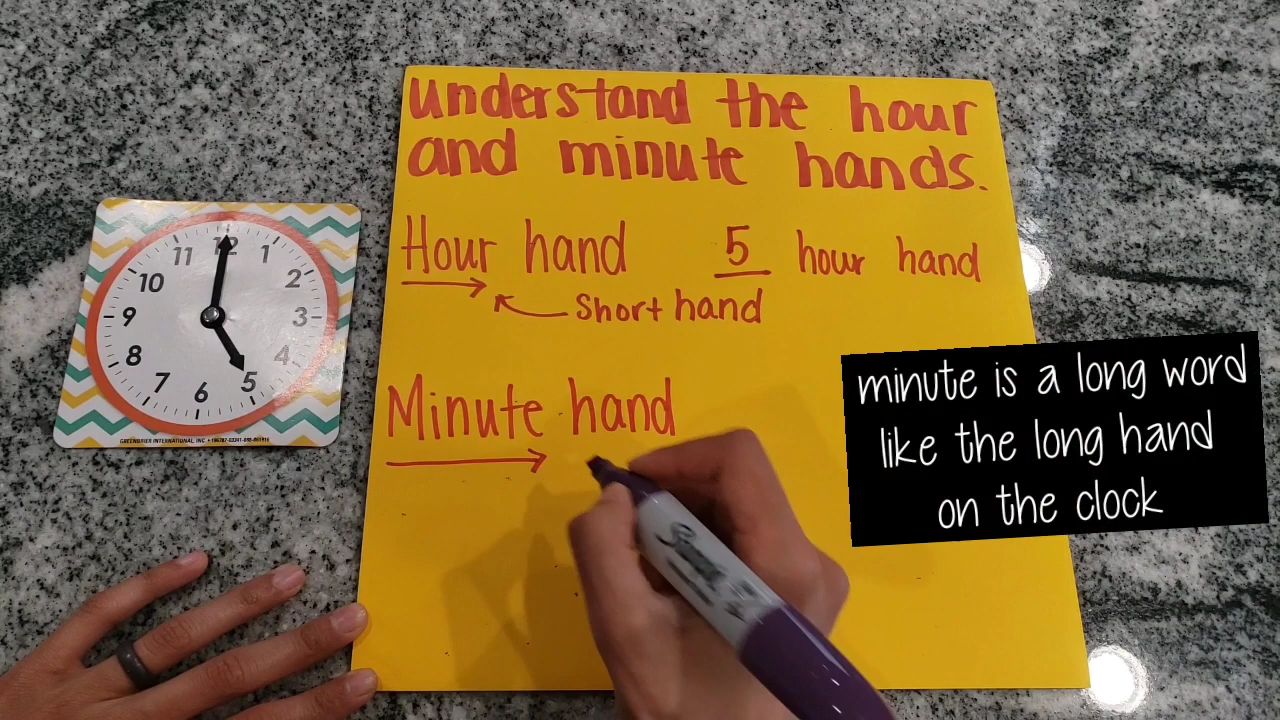 understand the hour
and minute hands.
Hour hand 5 hour hand
short hand
Minute hand
minute is a long word
like the long hand
on the clock
12
1
2
3
4
5
6
7
8
9
10
11
Sharpie